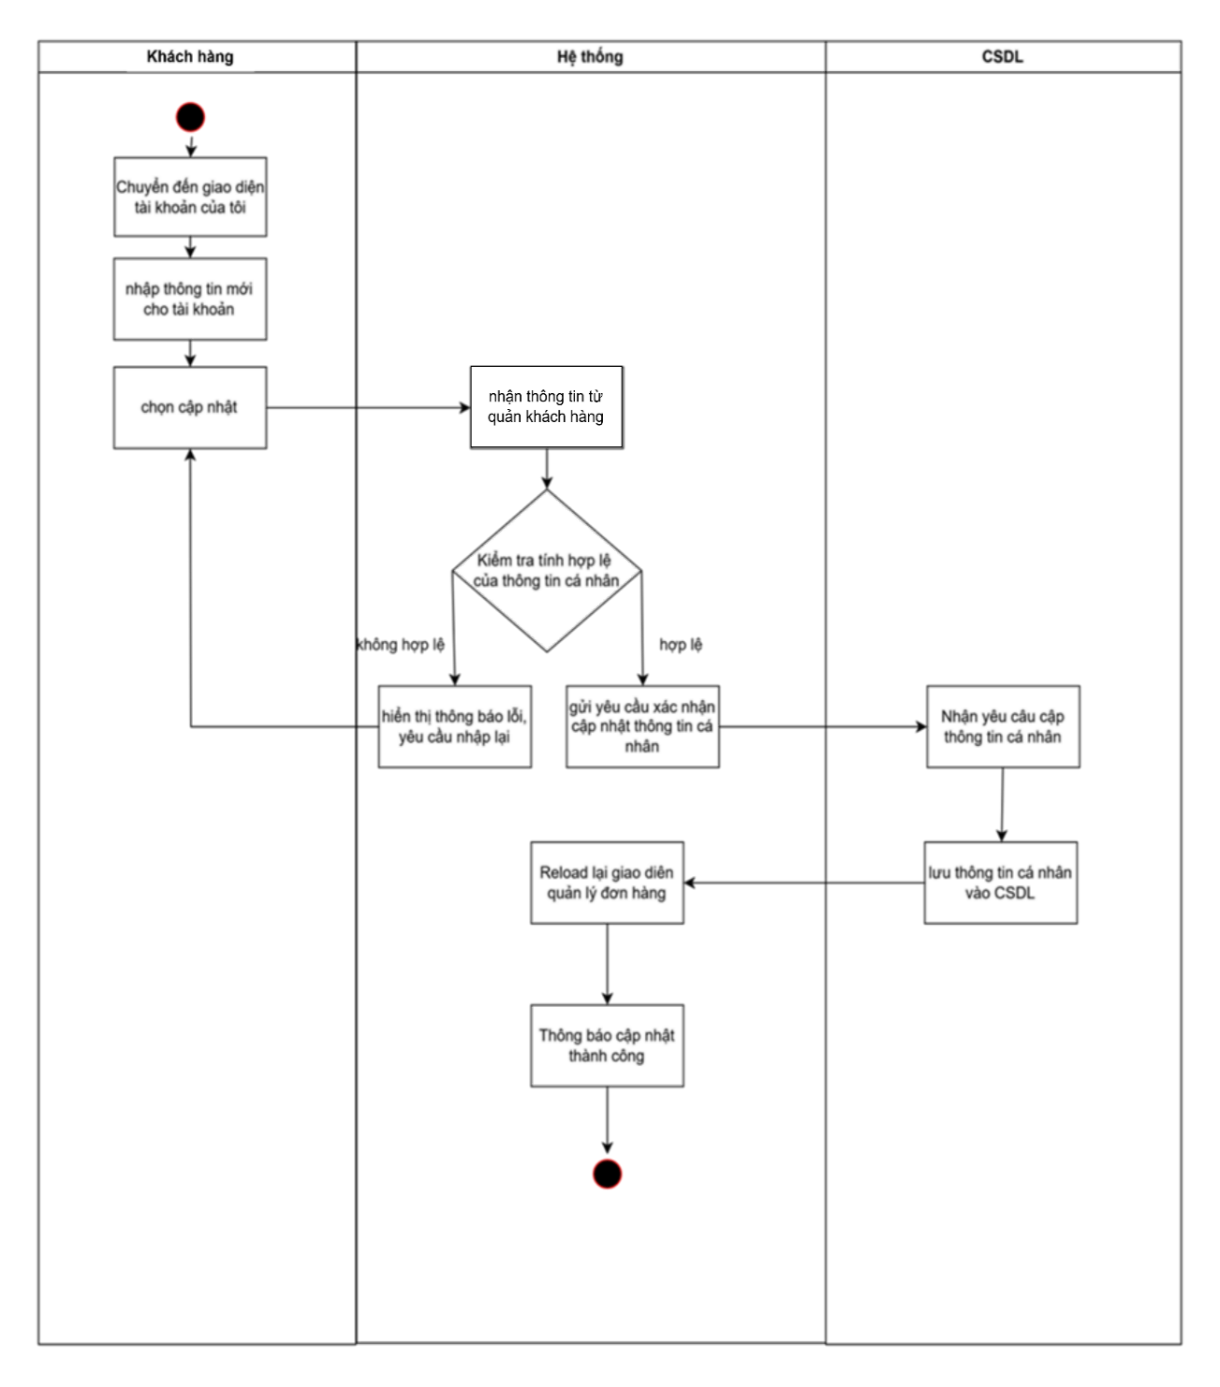 Khách hàng
Hệ thống
CSDL
Chuyển đến giao diện
tài khoản của tôi
nhập thông tin mới
cho tài khoản
chọn cập nhật
nhận thông tin từ
quản khách hàng
Kiểm tra tính hợp lệ
của thông tin cá nhân
không hợp lệ
hợp lệ
hiển thị thông báo lỗi,
yêu cầu nhập lại
gửi yêu cầu xác nhận
cập nhật thông tin cá
nhân
Nhận yêu câu cập
thông tin cá nhân
Reload lại giao diên
quản lý đơn hàng
lưu thông tin cá nhân
vào CSDL
Thông báo cập nhật
thành công